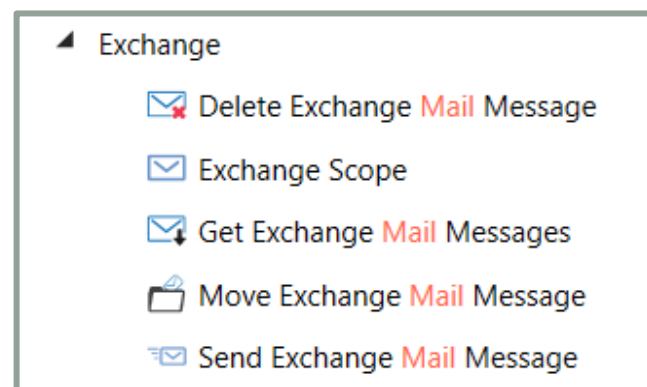 Exchange
Delete Exchange Mail Message
Exchange Scope
Get Exchange Mail Messages
Move Exchange Mail Message
Send Exchange Mail Message